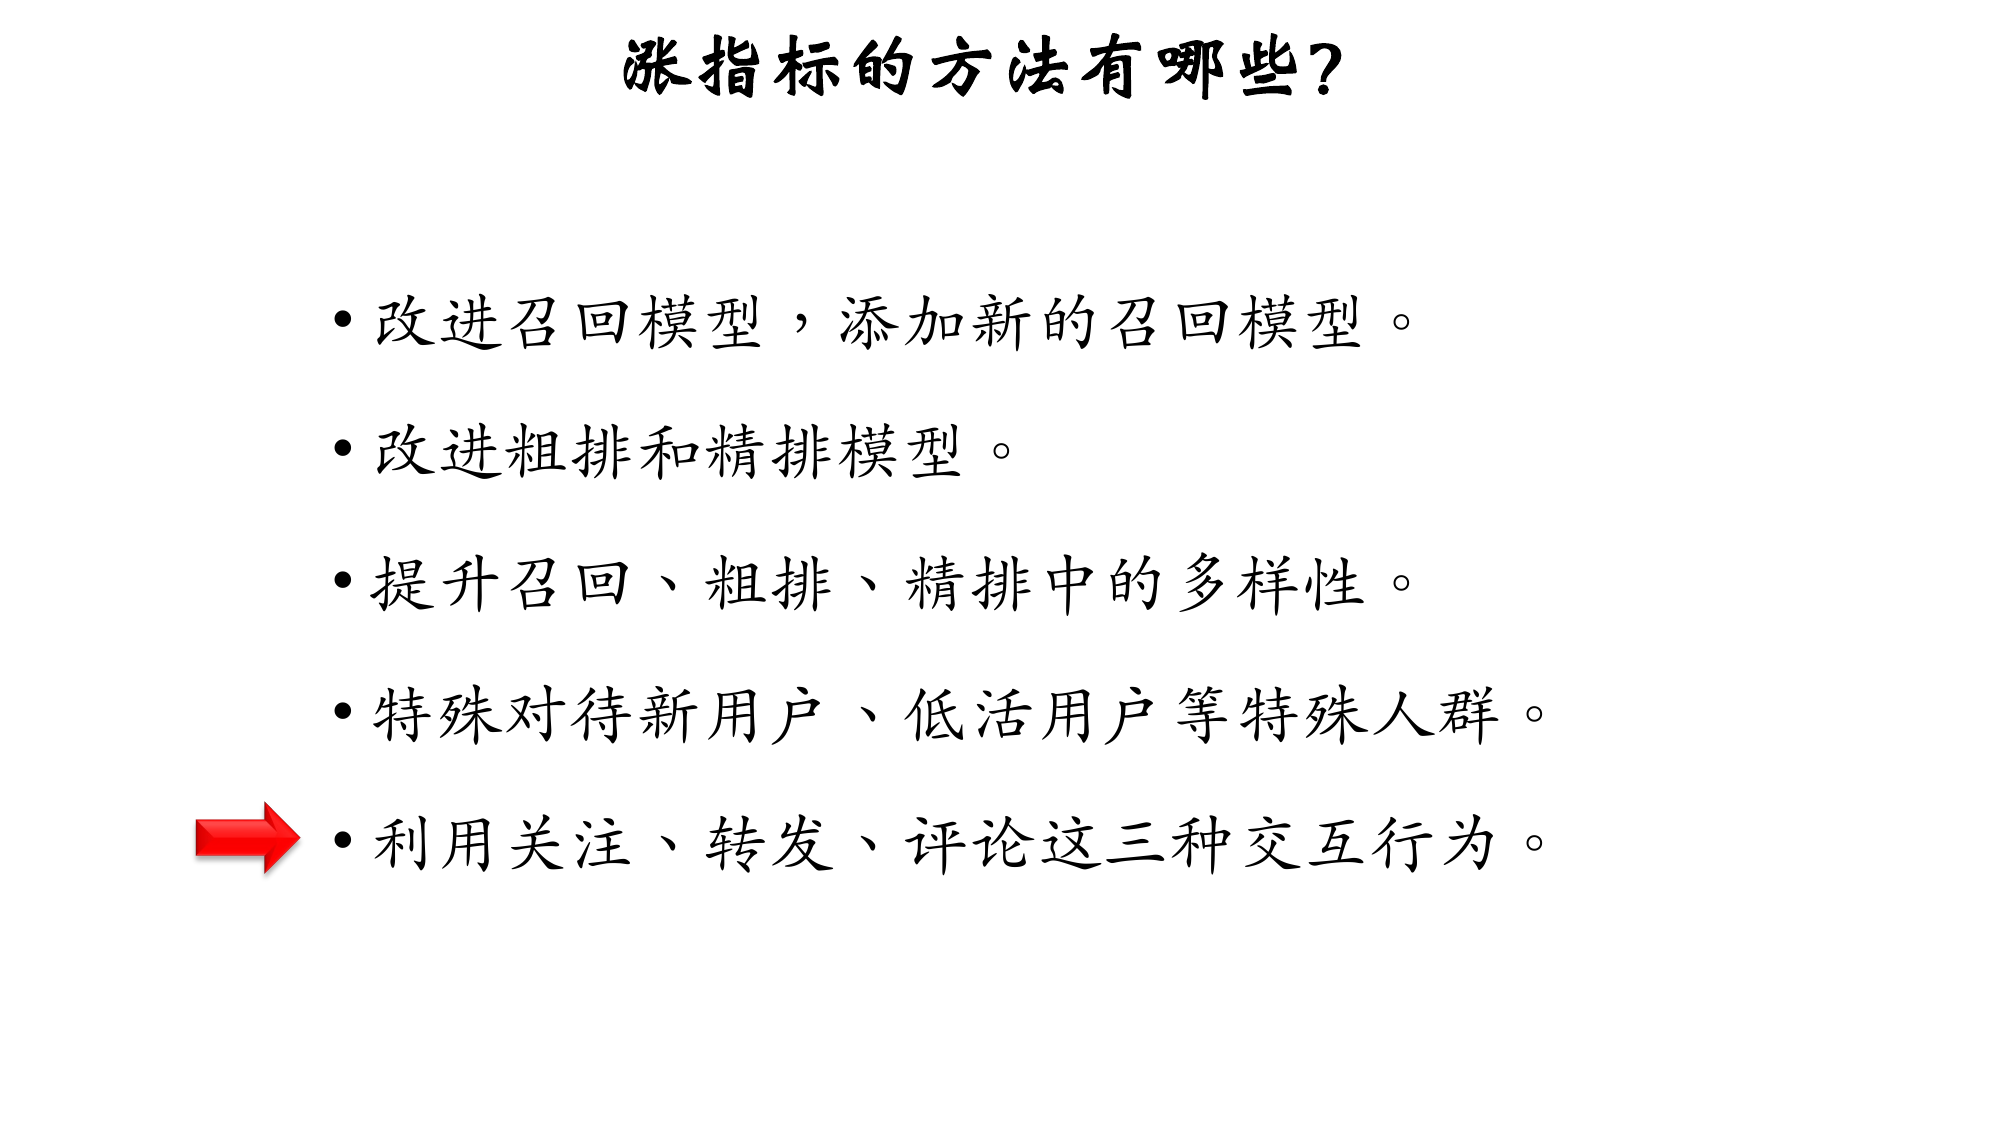 涨指标的方法有哪些?
• 改进召回模型，添加新的召回模型。
• 改进粗排和精排模型。
• 提升召回、粗排、精排中的多样性。
• 特殊对待新用户、低活用户等特殊人群。
• 利用关注、转发、评论这三种交互行为。